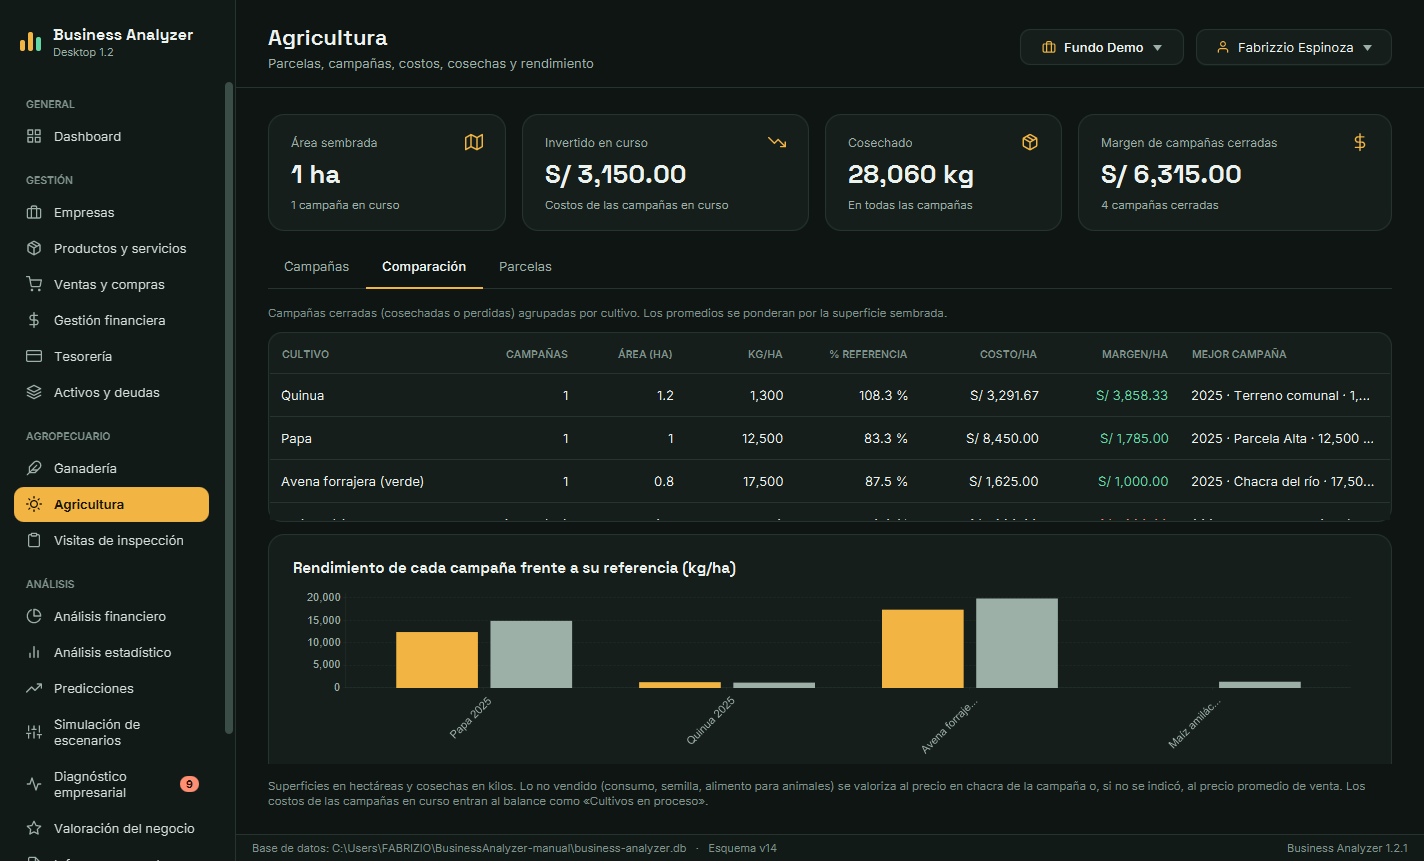 Business Analyzer
Desktop 1.2
GENERAL
Dashboard
GESTIÓN
Empresas
Productos y servicios
Ventas y compras
Gestión financiera
Tesorería
Activos y deudas
AGROPECUARIO
Ganadería
Agricultura
Visitas de inspección
ANÁLISIS
Análisis financiero
Análisis estadístico
Predicciones
Simulación de
escenarios
Diagnóstico
empresarial
9
Valoración del negocio
Agricultura
Parcelas, campañas, costos, cosechas y rendimiento
Fundo Demo
Fabrizzio Espinoza
Área sembrada
1 ha
1 campaña en curso
Invertido en curso
S/ 3,150.00
Costos de las campañas en curso
Cosechado
28,060 kg
En todas las campañas
Margen de campañas cerradas
S/ 6,315.00
4 campañas cerradas
Campañas Comparación Parcelas
Campañas cerradas (cosechadas o perdidas) agrupadas por cultivo. Los promedios se ponderan por la superficie sembrada.
CULTIVO CAMPAÑAS ÁREA (HA) KG/HA % REFERENCIA COSTO/HA MARGEN/HA MEJOR CAMPAÑA
Quinua 1 1.2 1,300 108.3 % S/ 3,291.67 S/ 3,858.33 2025 · Terreno comunal · 1,...
Papa 1 1 12,500 83.3 % S/ 8,450.00 S/ 1,785.00 2025 · Parcela Alta · 12,500 ...
Avena forrajera (verde) 1 0.8 17,500 87.5 % S/ 1,625.00 S/ 1,000.00 2025 · Chacra del río · 17,50...
Rendimiento de cada campaña frente a su referencia (kg/ha)
20,000
15,000
10,000
5,000
0
Papa 2025
Quinua 2025
Avena forraje...
Maíz amilác...
Superficies en hectáreas y cosechas en kilos. Lo no vendido (consumo, semilla, alimento para animales) se valoriza al precio en chacra de la campaña o, si no se indicó, al precio promedio de venta. Los
costos de las campañas en curso entran al balance como «Cultivos en proceso».
Base de datos: C:\Users\FABRIZIO\BusinessAnalyzer-manual\business-analyzer.db · Esquema v14
Business Analyzer 1.2.1